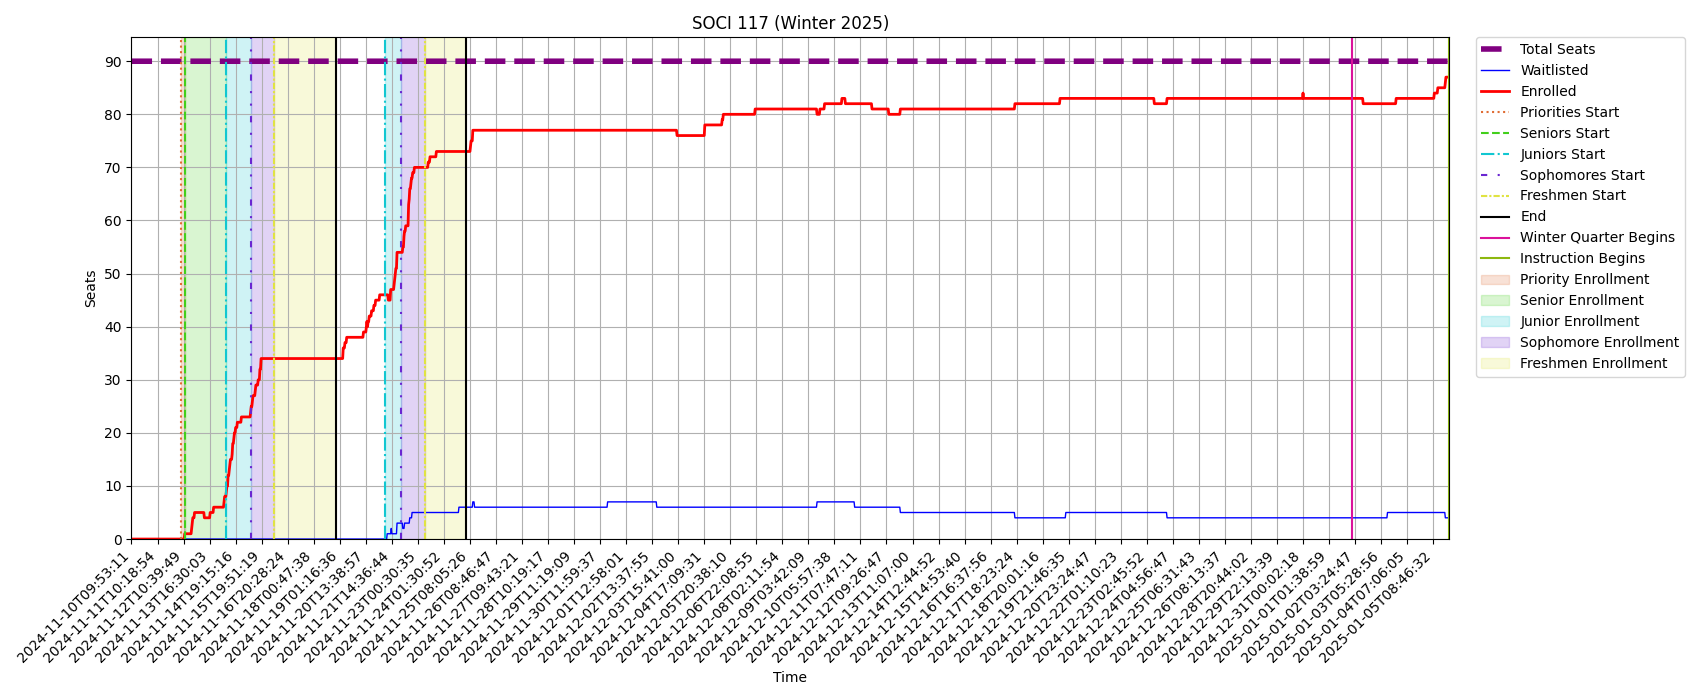 SOCI 117 (Winter 2025)
Seats
90
80
70
60
50
40
30
20
10
0
2024-11-10T09:53:11
2024-11-11T10:18:54
2024-11-12T10:39:49
2024-11-13T16:30:03
2024-11-14T19:15:16
2024-11-15T19:51:19
2024-11-16T20:28:24
2024-11-18T00:47:38
2024-11-19T01:16:36
2024-11-20T13:38:57
2024-11-21T14:36:44
2024-11-24T01:30:35
2024-11-25T08:05:26
2024-11-26T08:46:47
2024-11-27T09:43:21
2024-11-28T10:19:17
2024-11-29T11:19:09
2024-11-30T11:59:37
2024-12-01T12:58:01
2024-12-02T13:37:55
2024-12-03T15:41:00
2024-12-04T17:09:31
2024-12-05T20:38:10
2024-12-06T22:08:55
2024-12-08T02:11:54
2024-12-09T03:42:09
2024-12-10T05:57:38
2024-12-11T07:47:11
2024-12-12T09:26:47
2024-12-13T11:07:00
2024-12-14T12:44:52
2024-12-15T14:53:40
2024-12-16T16:37:56
2024-12-17T18:23:24
2024-12-18T20:01:16
2024-12-19T21:46:35
2024-12-20T23:24:47
2024-12-22T01:10:23
2024-12-23T02:45:52
2024-12-24T04:56:47
2024-12-25T06:31:43
2024-12-26T08:13:37
2024-12-28T20:44:02
2024-12-29T22:13:39
2024-12-31T00:02:18
2025-01-01T01:38:59
2025-01-02T03:24:47
2025-01-03T05:28:56
2025-01-04T07:06:05
2025-01-05T08:46:32
Time
Total Seats
Waitlisted
Enrolled
Priorities Start
Seniors Start
Juniors Start
Sophomores Start
Freshmen Start
End
Winter Quarter Begins
Instruction Begins
Priority Enrollment
Senior Enrollment
Junior Enrollment
Sophomore Enrollment
Freshmen Enrollment